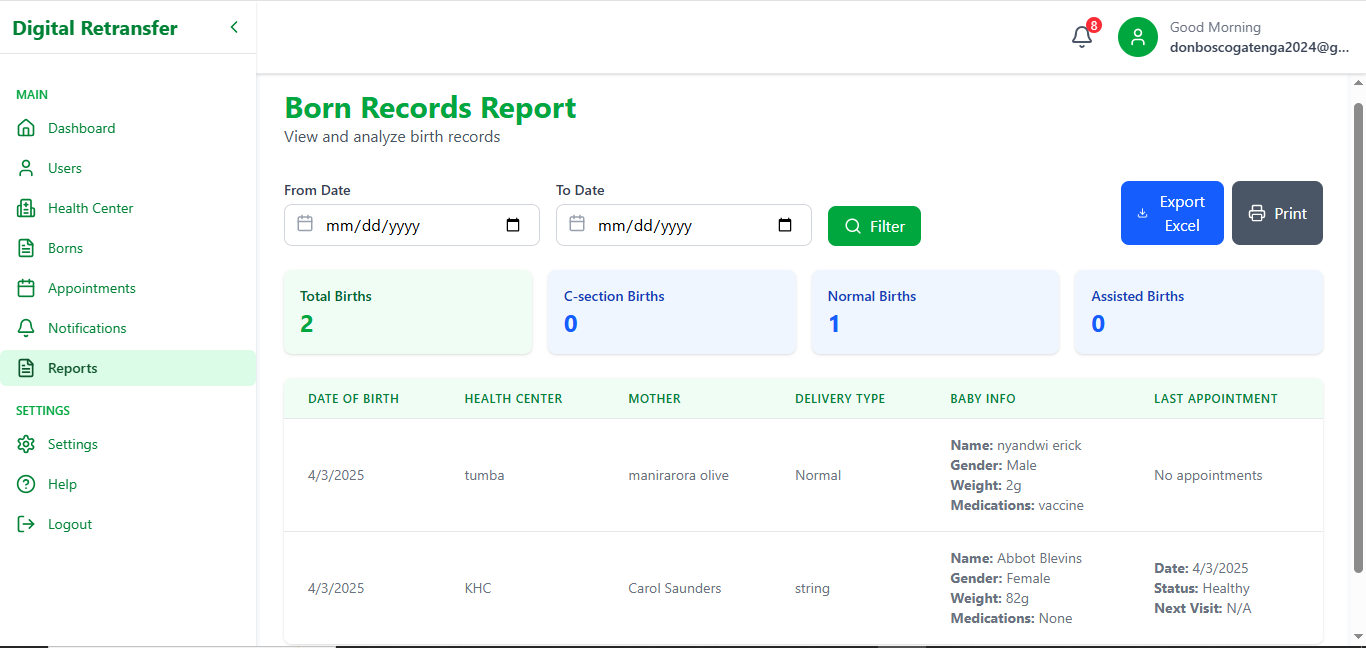 Digital Retransfer
8
Good Morning
donboscogatenga2024@g...
MAIN
Dashboard
Users
Health Center
Borns
Appointments
Notifications
Reports
SETTINGS
Settings
Help
Logout
Born Records Report
View and analyze birth records
From Date
mm/dd/yyyy
To Date
mm/dd/yyyy
Filter
Export
Excel
Print
Total Births
2
C-section Births
0
Normal Births
1
Assisted Births
0
DATE OF BIRTH HEALTH CENTER MOTHER DELIVERY TYPE BABY INFO LAST APPOINTMENT
4/3/2025
tumba
manirarora olive
Normal
Name: nyandwi erick
Gender: Male
Weight: 2g
Medications: vaccine
No appointments
4/3/2025
KHC
Carol Saunders
string
Name: Abbot Blevins
Gender: Female
Weight: 82g
Medications: None
Date: 4/3/2025
Status: Healthy
Next Visit: N/A